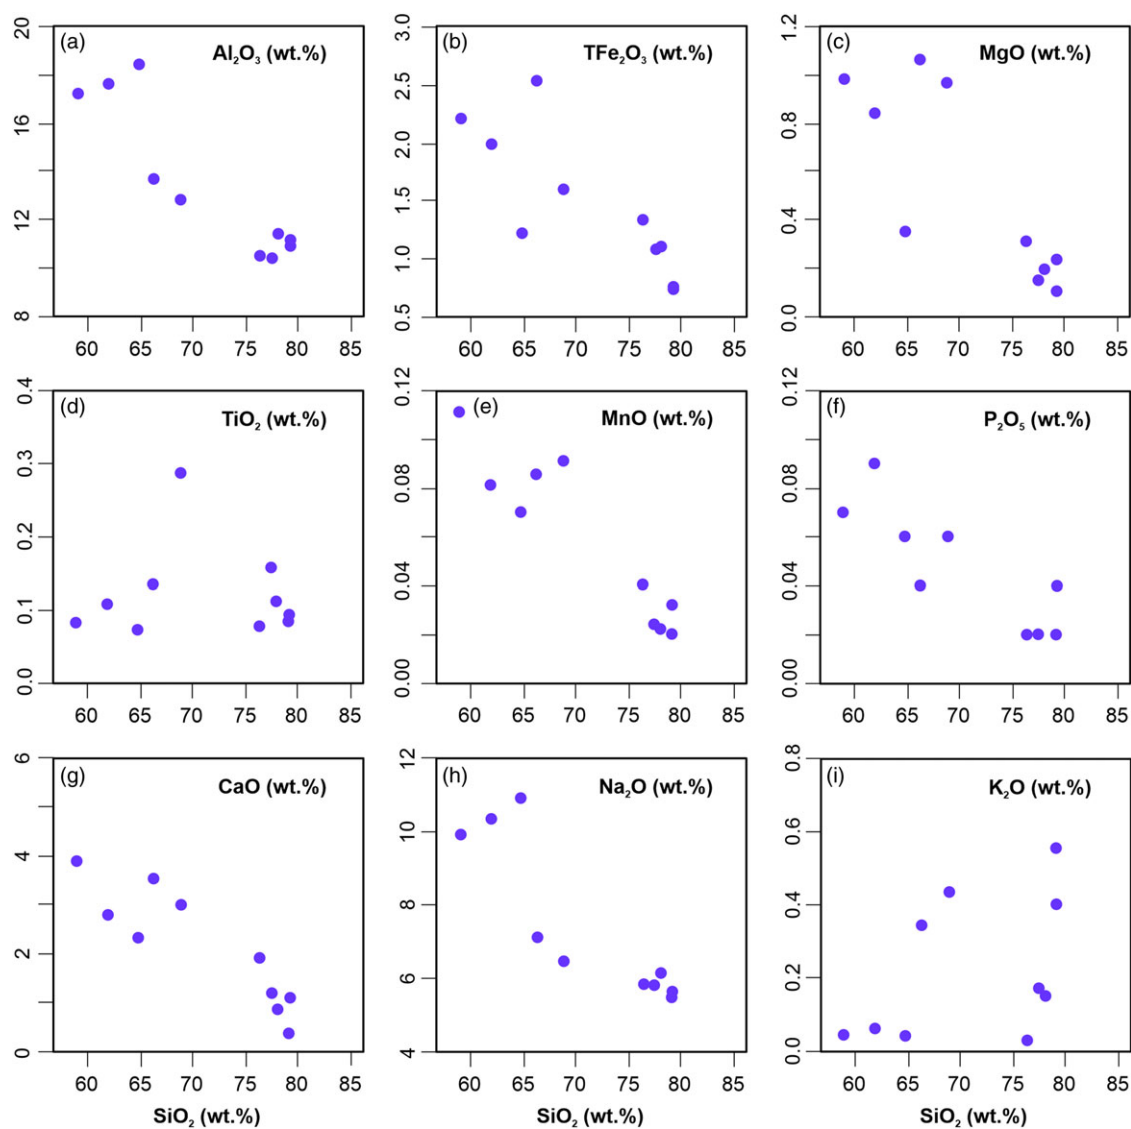 (a) Al₂O₃ (wt.%)
20
16
12
8
60 65 70 75 80 85
(b) TFe₂O₃ (wt.%)
3.0
2.5
2.0
1.5
1.0
0.5
60 65 70 75 80 85
(c) MgO (wt.%)
1.2
0.8
0.4
0.0
60 65 70 75 80 85
(d) TiO₂ (wt.%)
0.4
0.3
0.2
0.1
0.0
60 65 70 75 80 85
(e) MnO (wt.%)
0.12
0.08
0.04
0.00
60 65 70 75 80 85
(f) P₂O₅ (wt.%)
0.12
0.08
0.04
0.00
60 65 70 75 80 85
(g) CaO (wt.%)
6
4
2
0
60 65 70 75 80 85
SiO₂ (wt.%)
(h) Na₂O (wt.%)
12
10
8
6
4
60 65 70 75 80 85
SiO₂ (wt.%)
(i) K₂O (wt.%)
0.8
0.6
0.4
0.2
0.0
60 65 70 75 80 85
SiO₂ (wt.%)